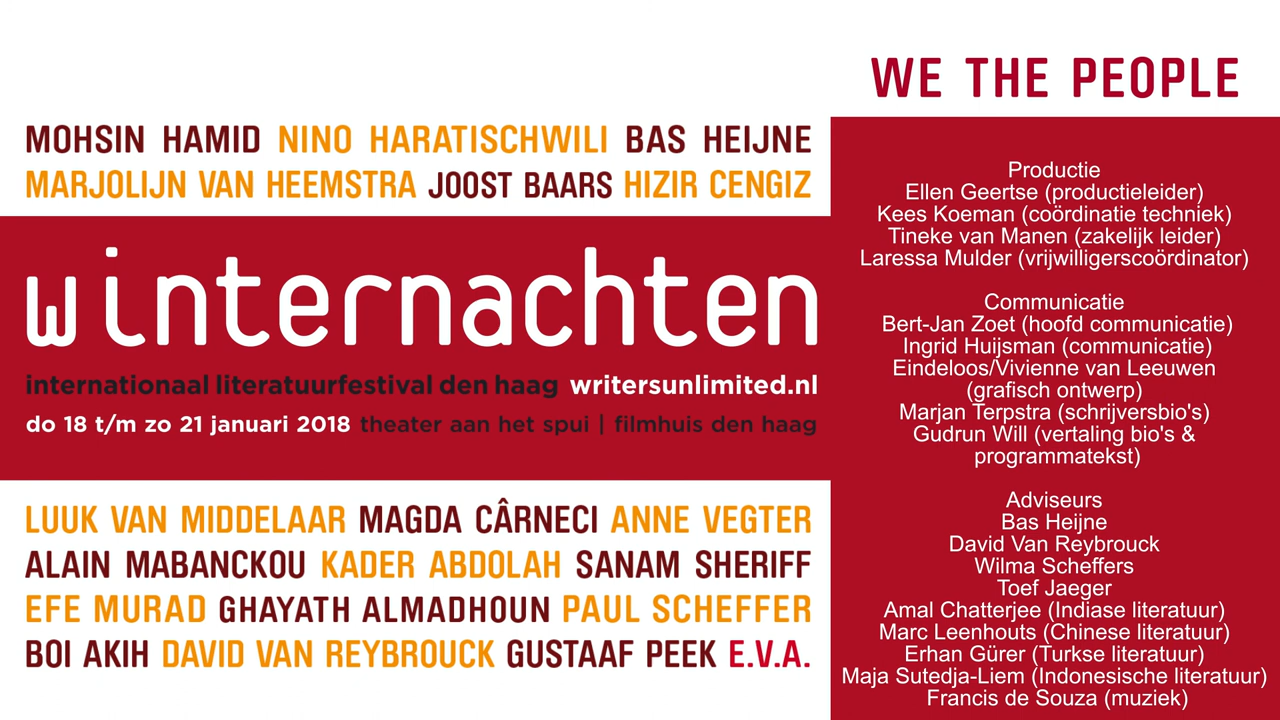 MOHSIN HAMID NINO HARATISCHWILI BAS HEIJNE
MARJOLIJN VAN HEEMSTRA JOOST BAARS HIZIR CENGIZ
winternachten
internationaal literatuurfestival den haag writersunlimited.nl
do 18 t/m zo 21 januari 2018 theater aan het spui | filmhuis den haag
LUUK VAN MIDDELAAR MAGDA CÂRNECI ANNE VEGTER
ALAIN MABANCKOU KADER ABDOLAH SANAM SHERIFF
EFE MURAD GHAYATH ALMADHOUN PAUL SCHEFFER
BOI AKIH DAVID VAN REYBROUCK GUSTAAF PEEK E.V.A.
WE THE PEOPLE
Productie
Ellen Geertse (productieleider)
Kees Koeman (coördinatie techniek)
Tineke van Manen (zakelijk leider)
Laressa Mulder (vrijwilligerscoördinator)
Communicatie
Bert-Jan Zoet (hoofd communicatie)
Ingrid Huijsman (communicatie)
Eindeloos/Vivienne van Leeuwen
(grafisch ontwerp)
Marjan Terpstra (schrijversbio's)
Gudrun Will (vertaling bio's &
programmatekst)
Adviseurs
Bas Heijne
David Van Reybrouck
Wilma Scheffers
Toef Jaeger
Amal Chatterjee (Indiase literatuur)
Marc Leenhouts (Chinese literatuur)
Erhan Gürer (Turkse literatuur)
Maja Sutedja-Liem (Indonesische literatuur)
Francis de Souza (muziek)